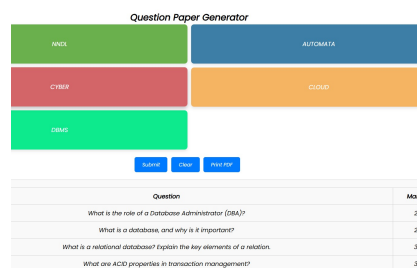 Question Paper Generator
NNDL
AUTOMATA
CYBER
CLOUD
DBMS
Submit Clear Print PDF
Question Ma
What is the role of a Database Administrator (DBA)? 2
What is a database, and why is it important? 2
What is a relational database? Explain the key elements of a relation. 3
What are ACID properties in transaction management? 3